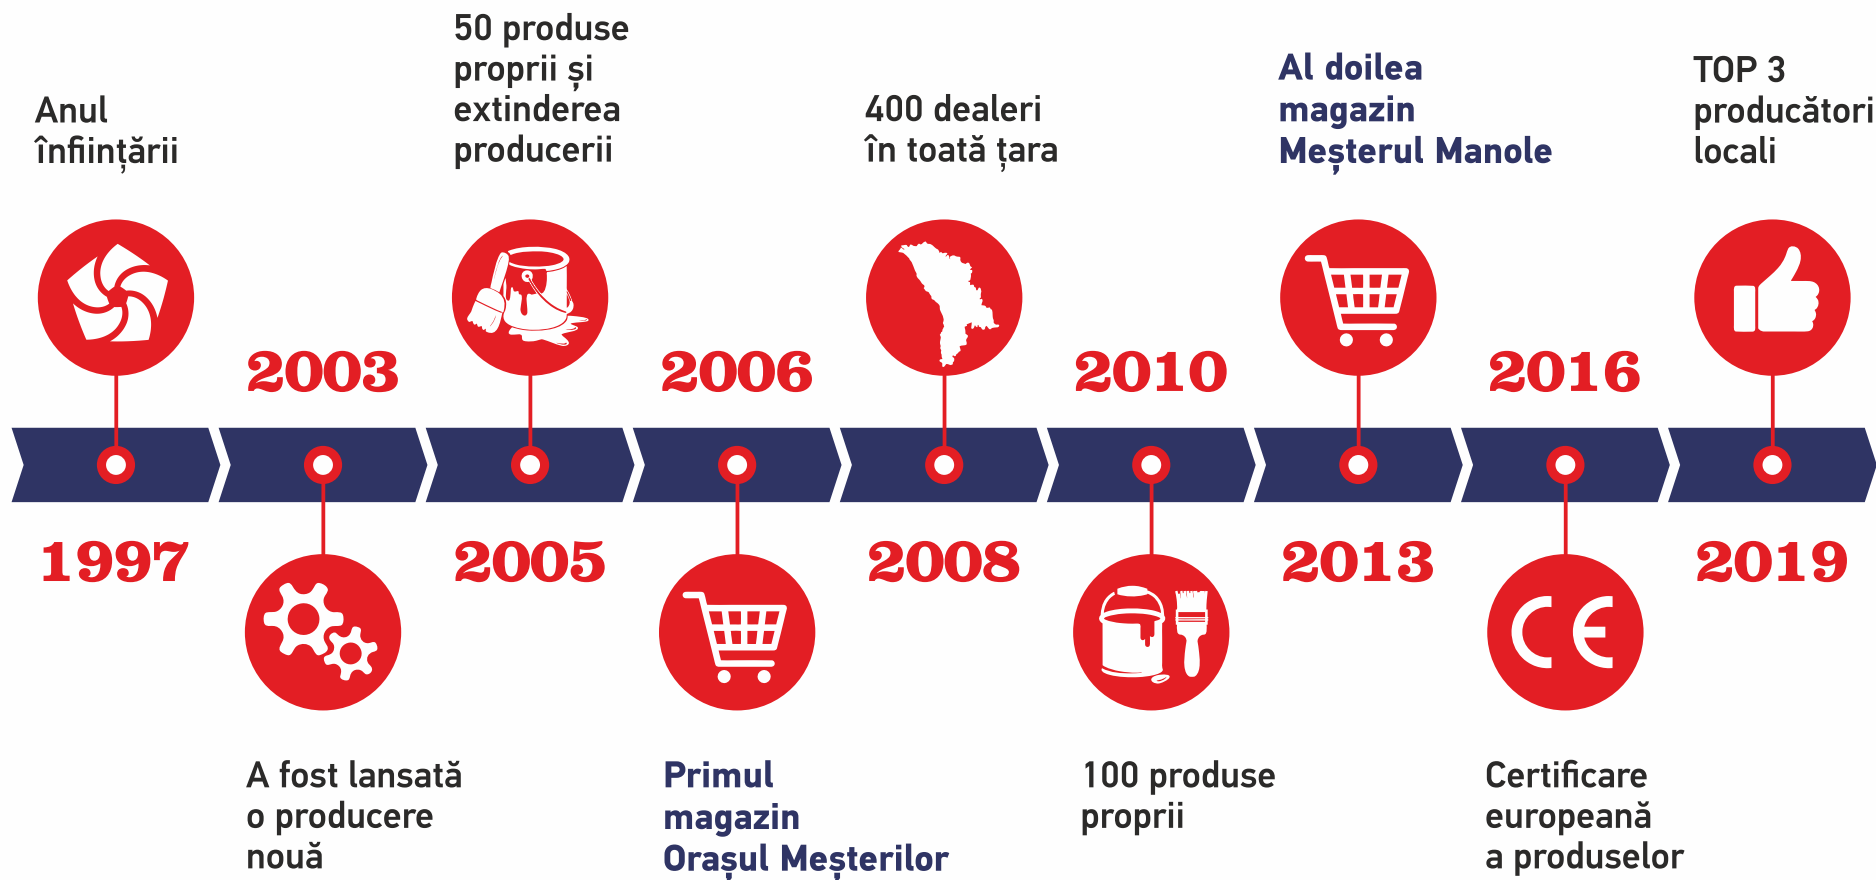 Anul
înființării
1997
2003
A fost lansată
o producere
nouă
50 produse
proprii și
extinderea
producerii
2005
2006
Primul
magazin
Orașul Meșterilor
400 dealeri
în toată țara
2008
2010
100 produse
proprii
Al doilea
magazin
Meșterul Manole
2013
2016
CE
Certificare
europeană
a produselor
TOP 3
producători
locali
2019